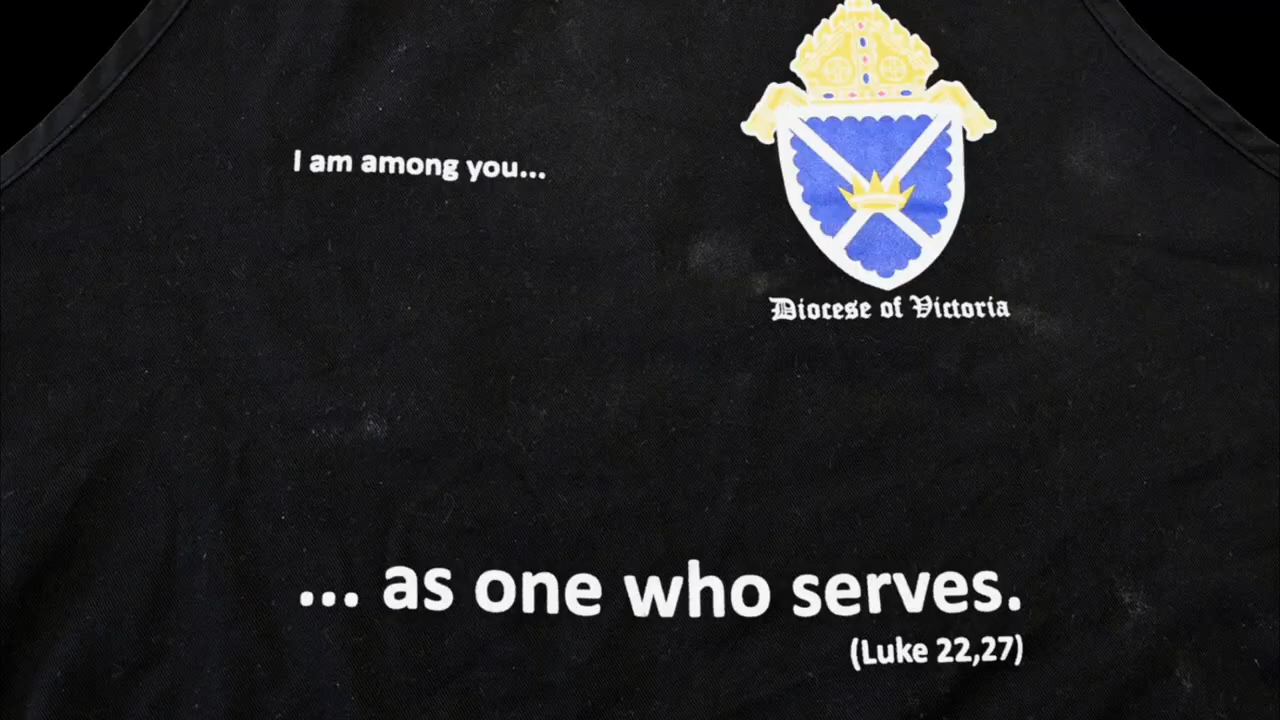 I am among you...
Diocese of Victoria
... as one who serves.
(Luke 22,27)